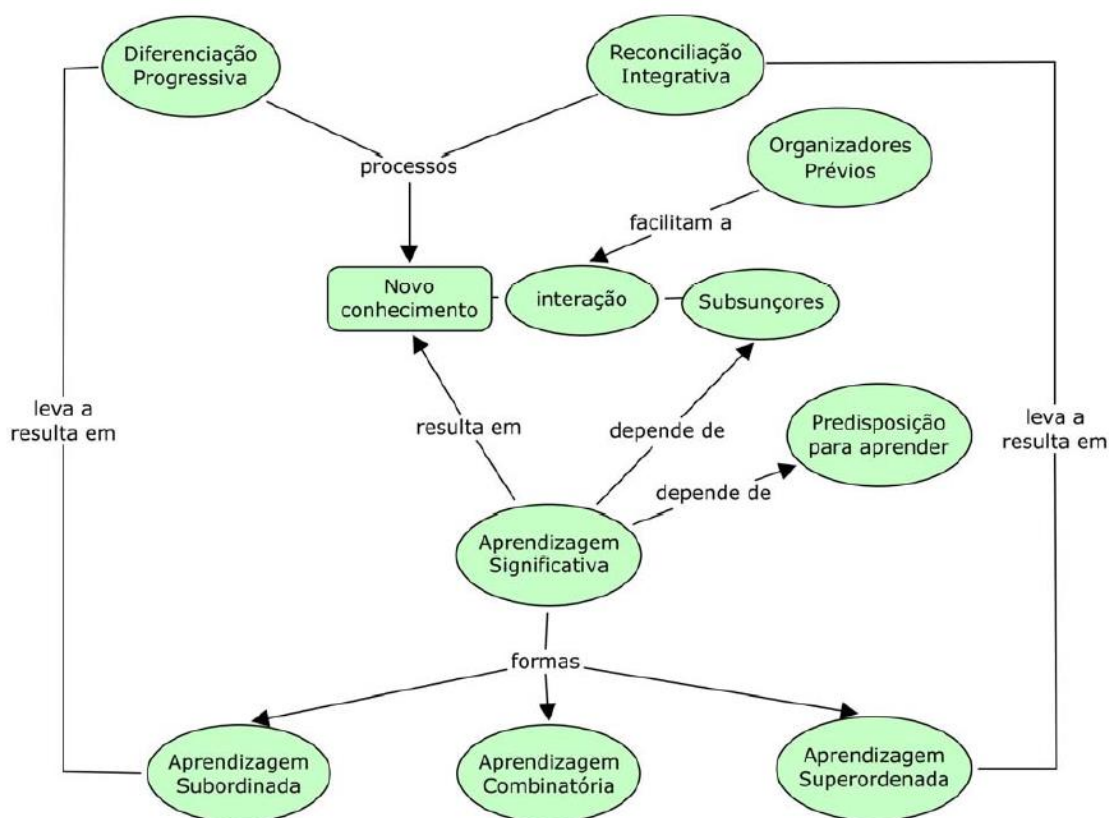 Diferenciação
Progressiva
Reconciliação
Integrativa
processos
Organizadores
Prévios
facilitam a
Novo
conhecimento
interação
Subsunçores
leva a
resulta em
resulta em
depende de
Predisposição
para aprender
leva a
resulta em
depende de
Aprendizagem
Significativa
formas
Aprendizagem
Subordinada
Aprendizagem
Combinatória
Aprendizagem
Superordenada